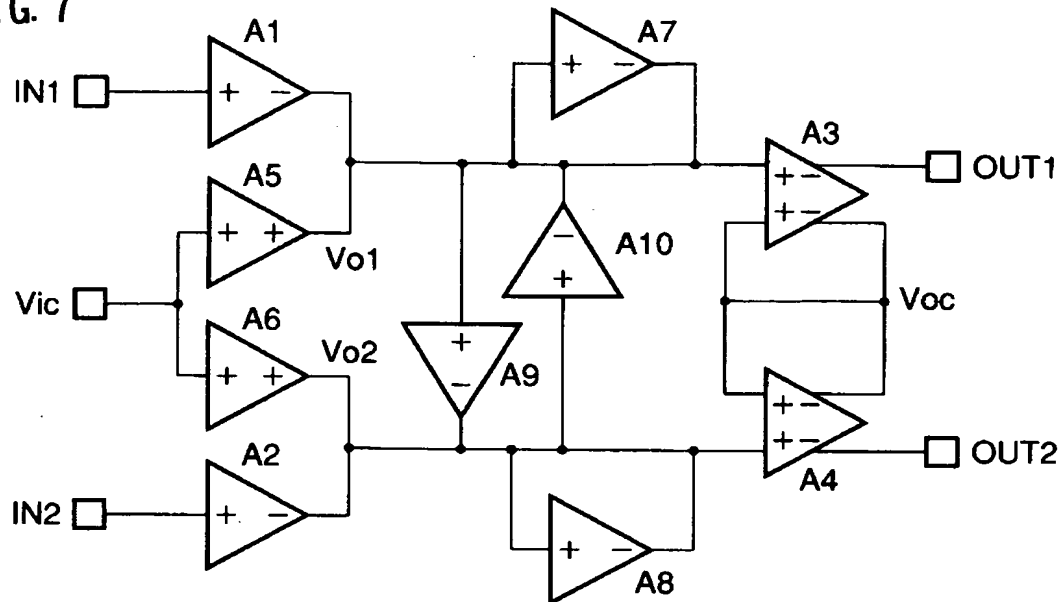 G. 7
A1
A7
IN1
+ −
+ −
A3
A5
+ −
OUT1
+ +
+ −
A10
Vo1
−
+
Vic
Voc
A6
Vo2
+
−
A9
+ +
+ −
A2
+ −
OUT2
A4
IN2
+ −
+ −
A8